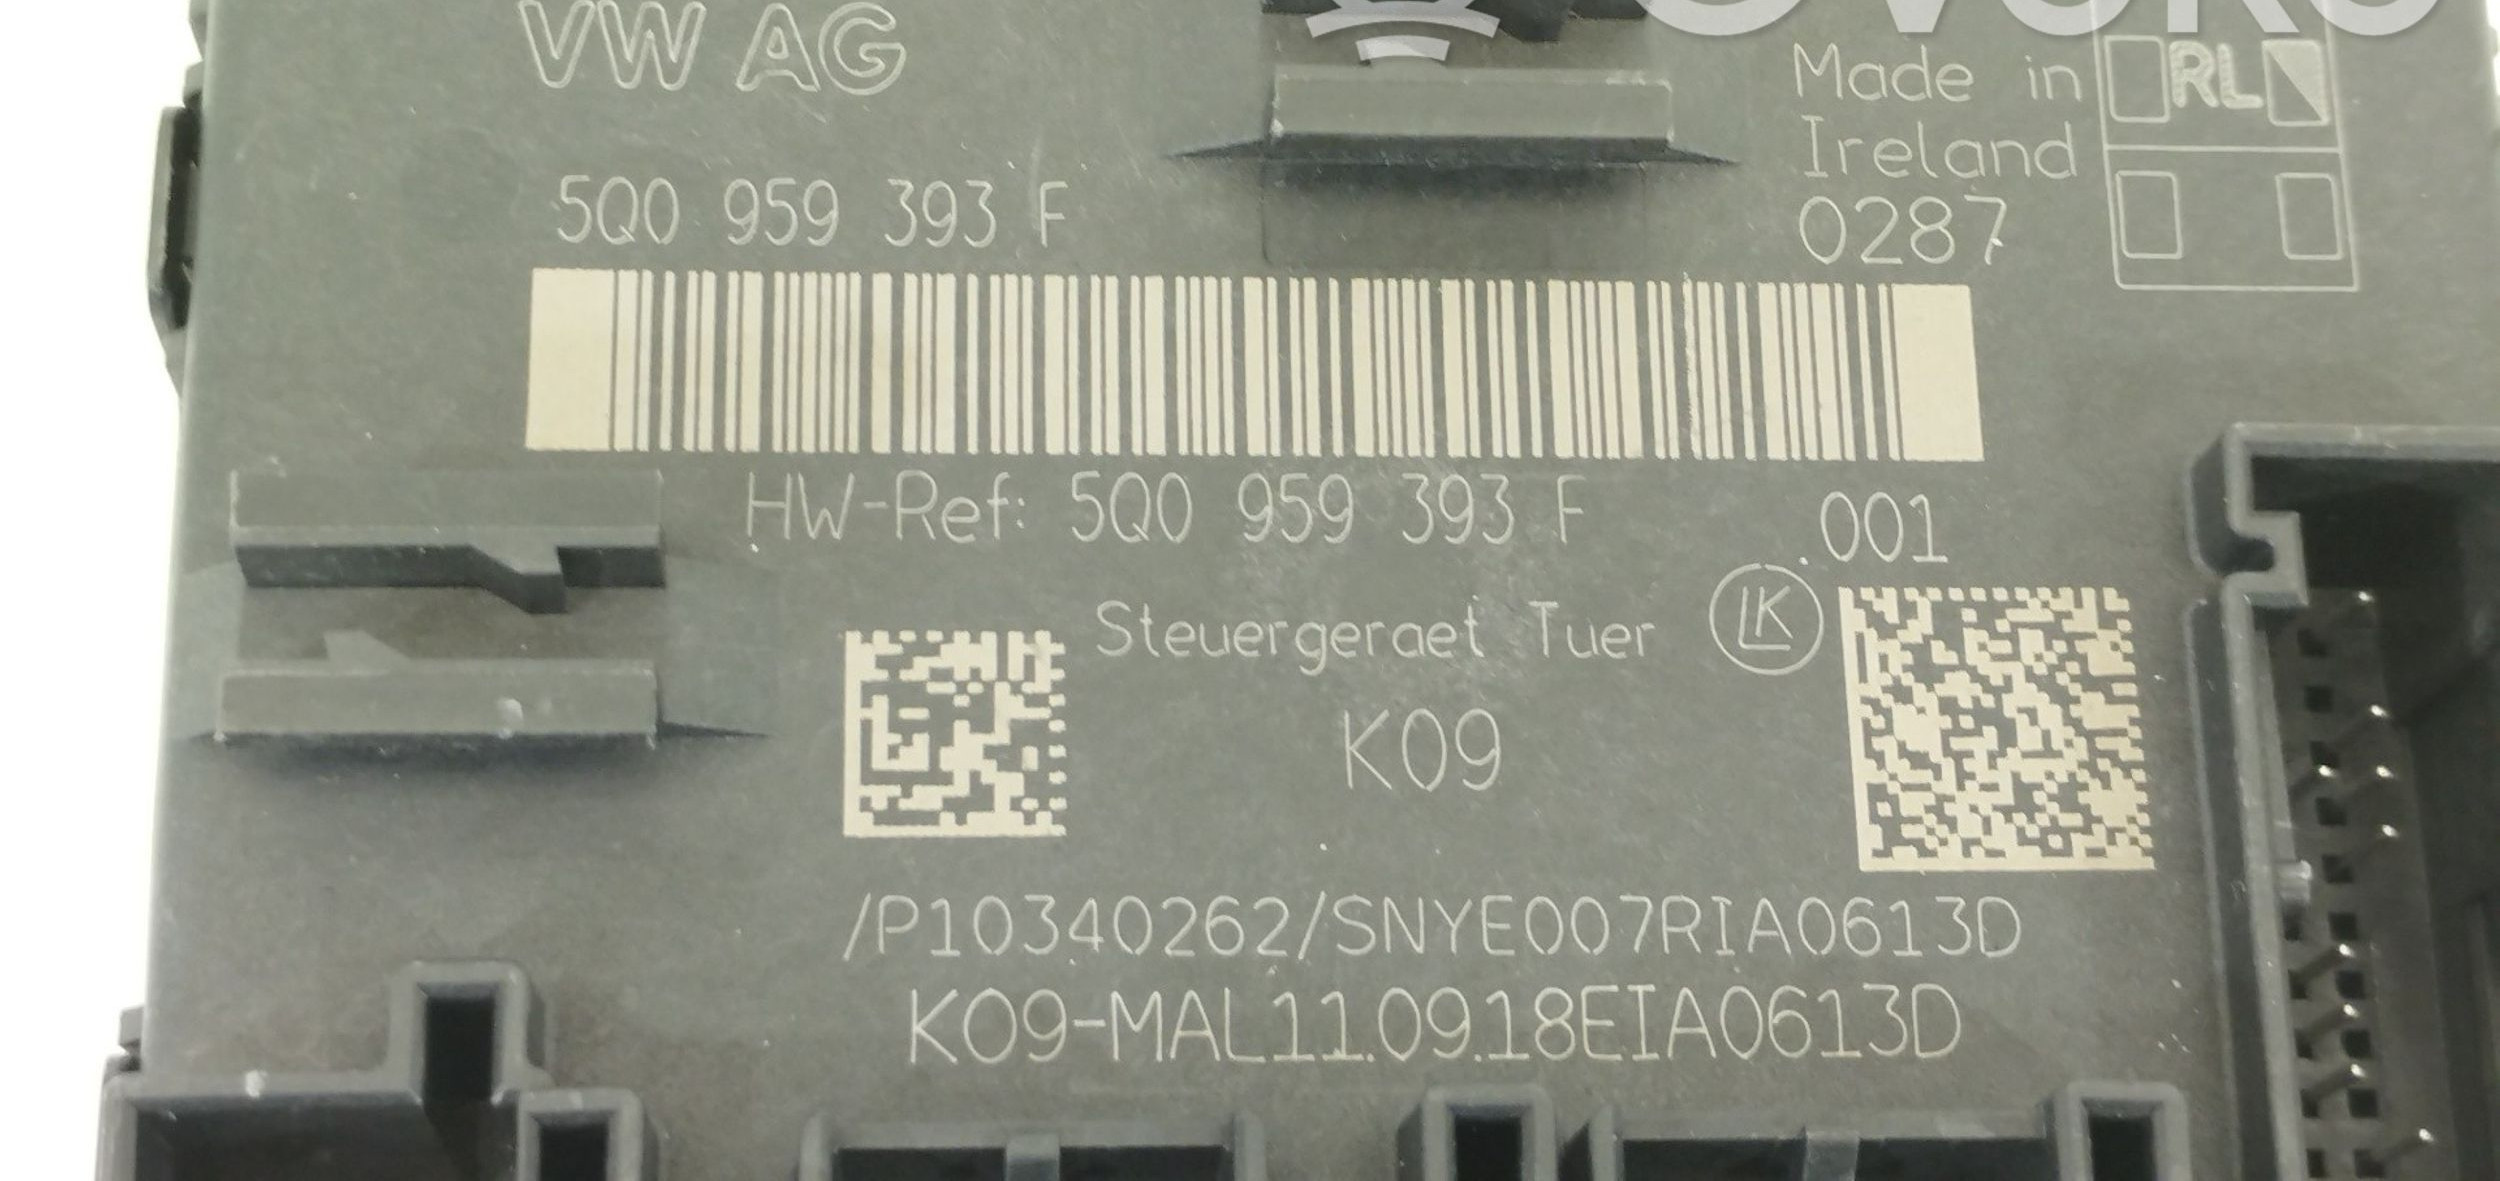 VW AG
Made in
Ireland
RL
5Q0 959 393 F
0287
HW-Ref: 5Q0 959 393 F
001
Steuergeraet Tuer
LK
K09
/P10340262/SNYE007RIA0613D
K09-MAL11.09.18EIA0613D